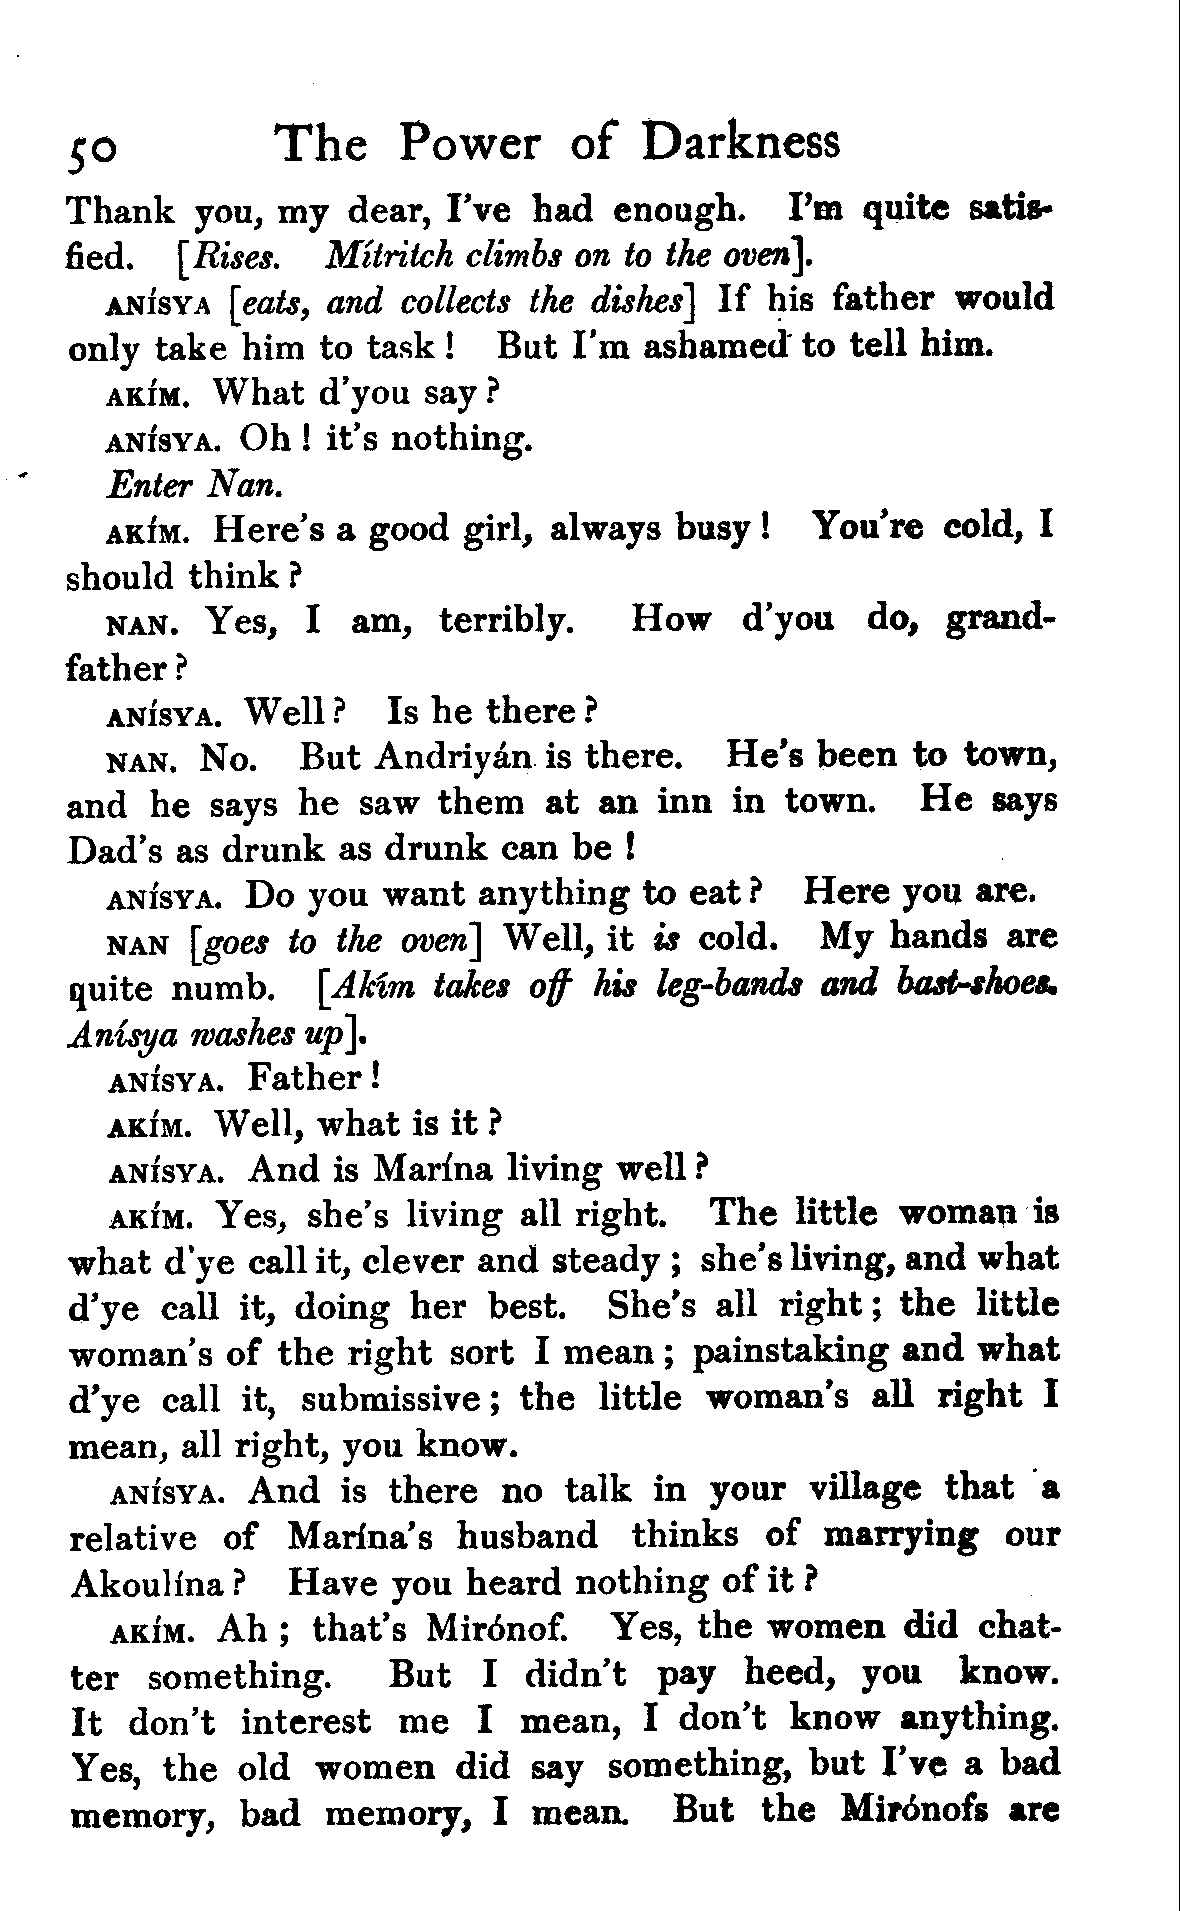 50 The Power of Darkness
Thank you, my dear, I've had enough. I'm quite satis-
fied. [Rises. Mítritch climbs on to the oven].
ANÍSYA [eats, and collects the dishes] If his father would
only take him to task! But I'm ashamed to tell him.
AKÍM. What d'you say?
ANÍSYA. Oh! it's nothing.
Enter Nan.
AKÍM. Here's a good girl, always busy! You're cold, I
should think?
NAN. Yes, I am, terribly. How d'you do, grand-
father?
ANÍSYA. Well? Is he there?
NAN. No. But Andriyán is there. He's been to town,
and he says he saw them at an inn in town. He says
Dad's as drunk as drunk can be!
ANÍSYA. Do you want anything to eat? Here you are.
NAN [goes to the oven] Well, it is cold. My hands are
quite numb. [Akím takes off his leg-bands and bast-shoes.
Anísya washes up].
ANÍSYA. Father!
AKÍM. Well, what is it?
ANÍSYA. And is Marína living well?
AKÍM. Yes, she's living all right. The little woman is
what d'ye call it, clever and steady; she's living, and what
d'ye call it, doing her best. She's all right; the little
woman's of the right sort I mean; painstaking and what
d'ye call it, submissive; the little woman's all right I
mean, all right, you know.
ANÍSYA. And is there no talk in your village that a
relative of Marína's husband thinks of marrying our
Akoulína? Have you heard nothing of it?
AKÍM. Ah; that's Mirónof. Yes, the women did chat-
ter something. But I didn't pay heed, you know.
It don't interest me I mean, I don't know anything.
Yes, the old women did say something, but I've a bad
memory, bad memory, I mean. But the Mirónofs are